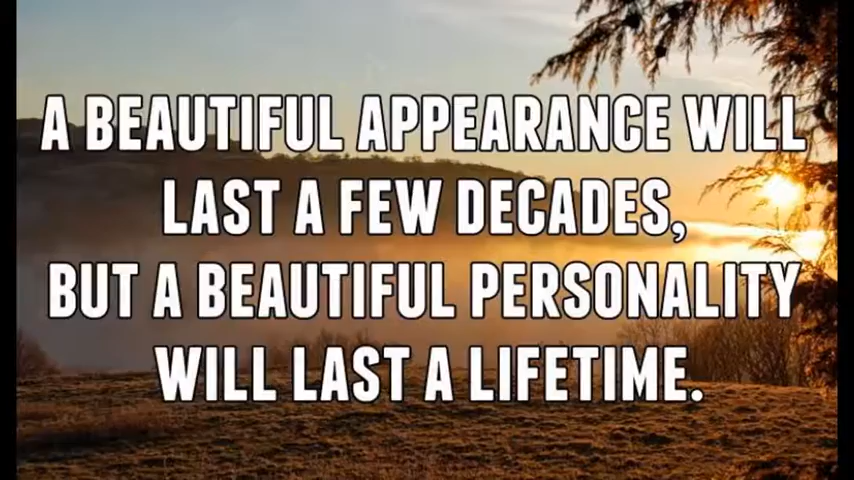 A BEAUTIFUL APPEARANCE WILL
LAST A FEW DECADES,
BUT A BEAUTIFUL PERSONALITY
WILL LAST A LIFETIME.